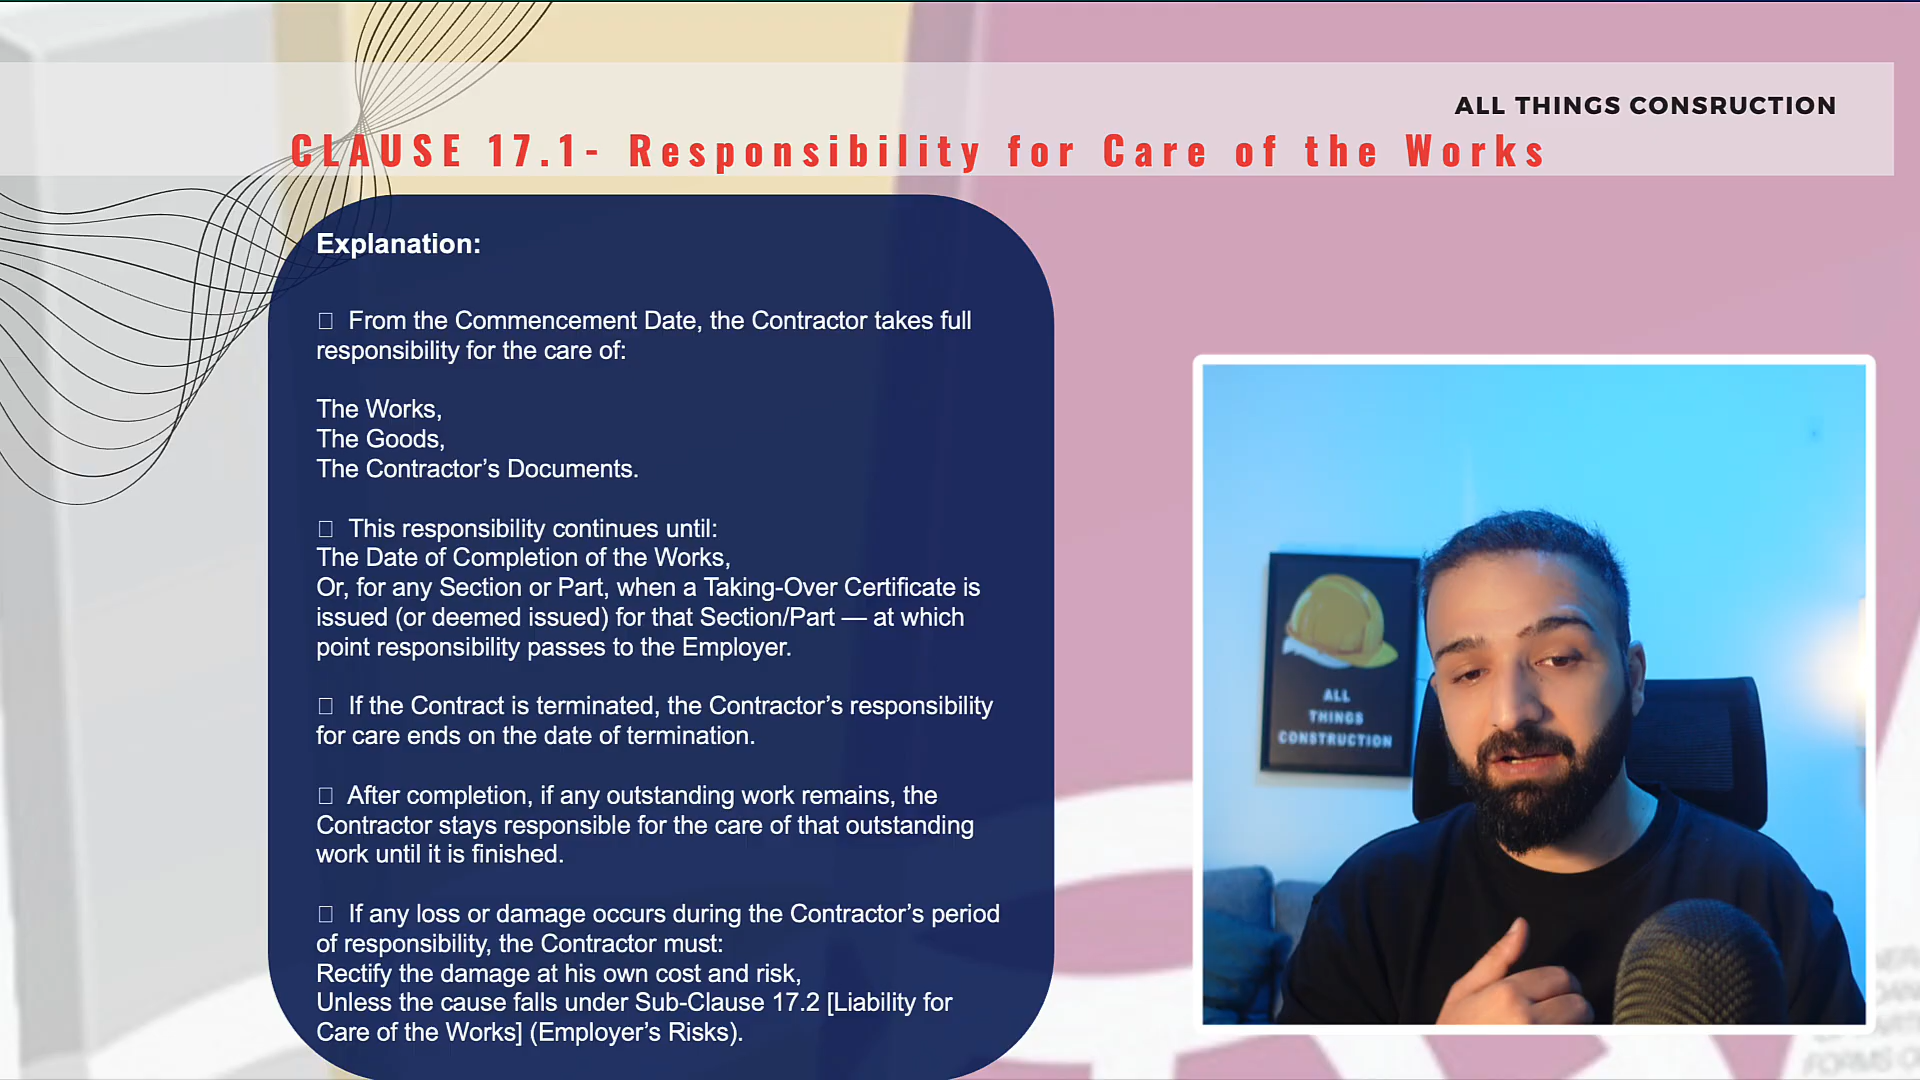 ALL THINGS CONSRUCTION
CLAUSE 17.1- Responsibility for Care of the Works
Explanation:
From the Commencement Date, the Contractor takes full
responsibility for the care of:
The Works,
The Goods,
The Contractor’s Documents.
This responsibility continues until:
The Date of Completion of the Works,
Or, for any Section or Part, when a Taking-Over Certificate is
issued (or deemed issued) for that Section/Part — at which
point responsibility passes to the Employer.
If the Contract is terminated, the Contractor’s responsibility
for care ends on the date of termination.
After completion, if any outstanding work remains, the
Contractor stays responsible for the care of that outstanding
work until it is finished.
If any loss or damage occurs during the Contractor’s period
of responsibility, the Contractor must:
Rectify the damage at his own cost and risk,
Unless the cause falls under Sub-Clause 17.2 [Liability for
Care of the Works] (Employer’s Risks).
ALL
THINGS
CONSTRUCTION
FORMS